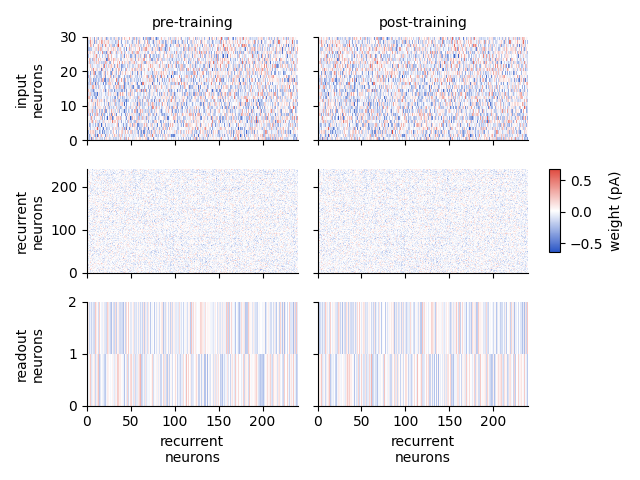 pre-training
post-training
30
20
10
0
input
neurons
200
100
0
recurrent
neurons
0.5
0.0
−0.5
weight (pA)
2
1
0
readout
neurons
0 50 100 150 200
0 50 100 150 200
recurrent
neurons
recurrent
neurons